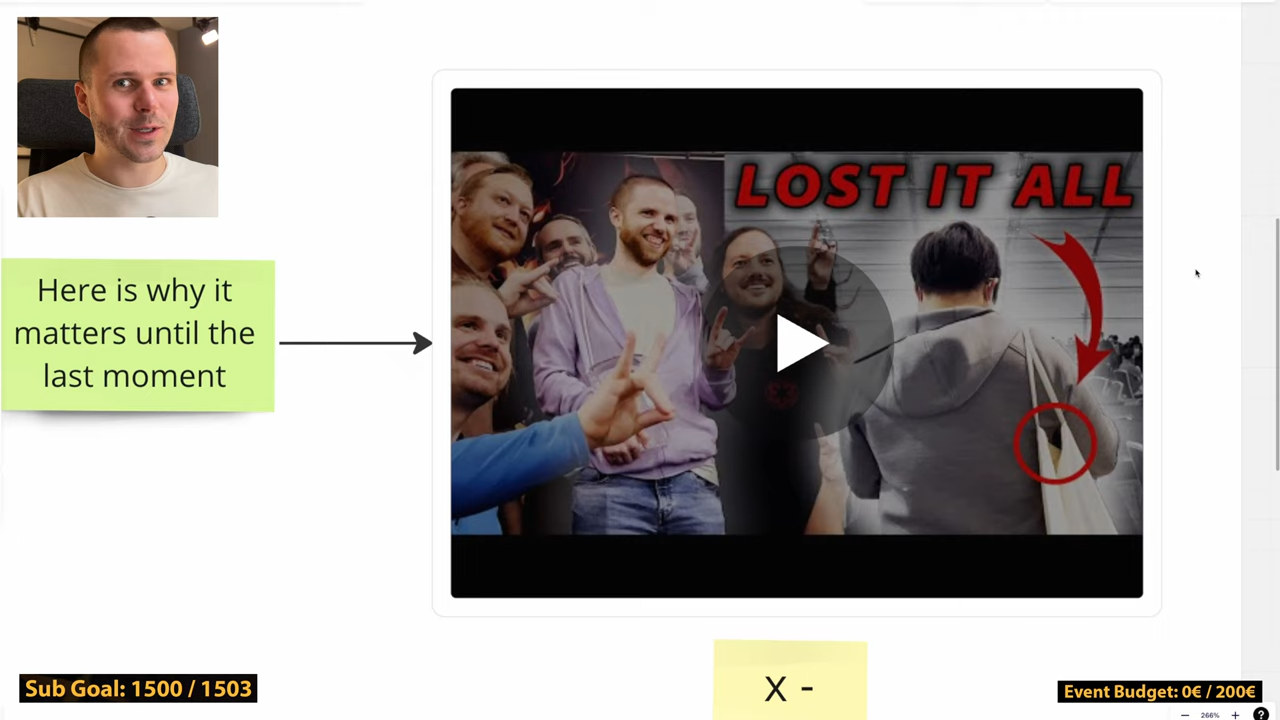 LOST IT ALL
Here is why it
matters until the
last moment
X -
Sub Goal: 1500 / 1503
Event Budget: 0€ / 200€
266%
?